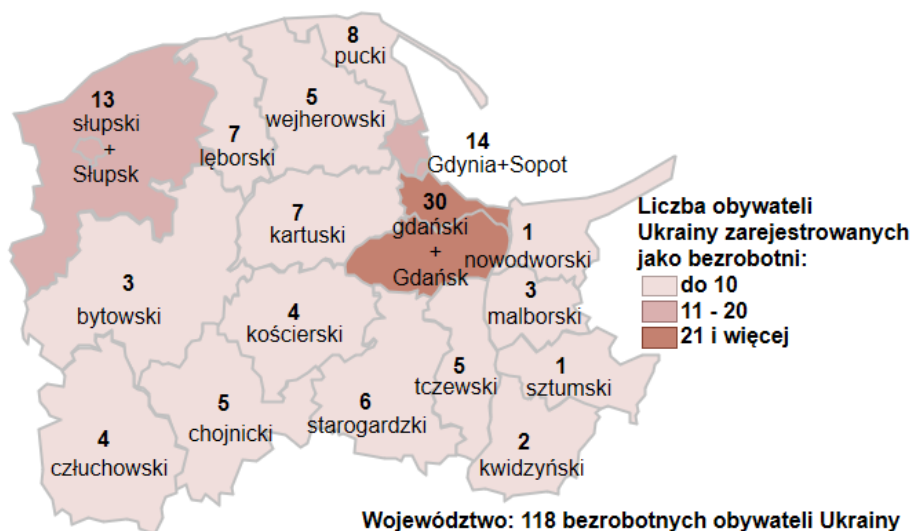 8
pucki
13
słupski
+
Słupsk
5
wejherowski
7
lęborski
14
Gdynia+Sopot
7
kartuski
30
gdański
+
Gdańsk
1
nowodworski
Liczba obywateli
Ukrainy zarejestrowanych
jako bezrobotni:
do 10
11 - 20
21 i więcej
3
bytowski
4
kościerski
3
malborski
5
tczewski
1
sztumski
4
człuchowski
5
chojnicki
6
starogardzki
2
kwidzyński
Województwo: 118 bezrobotnych obywateli Ukrainy